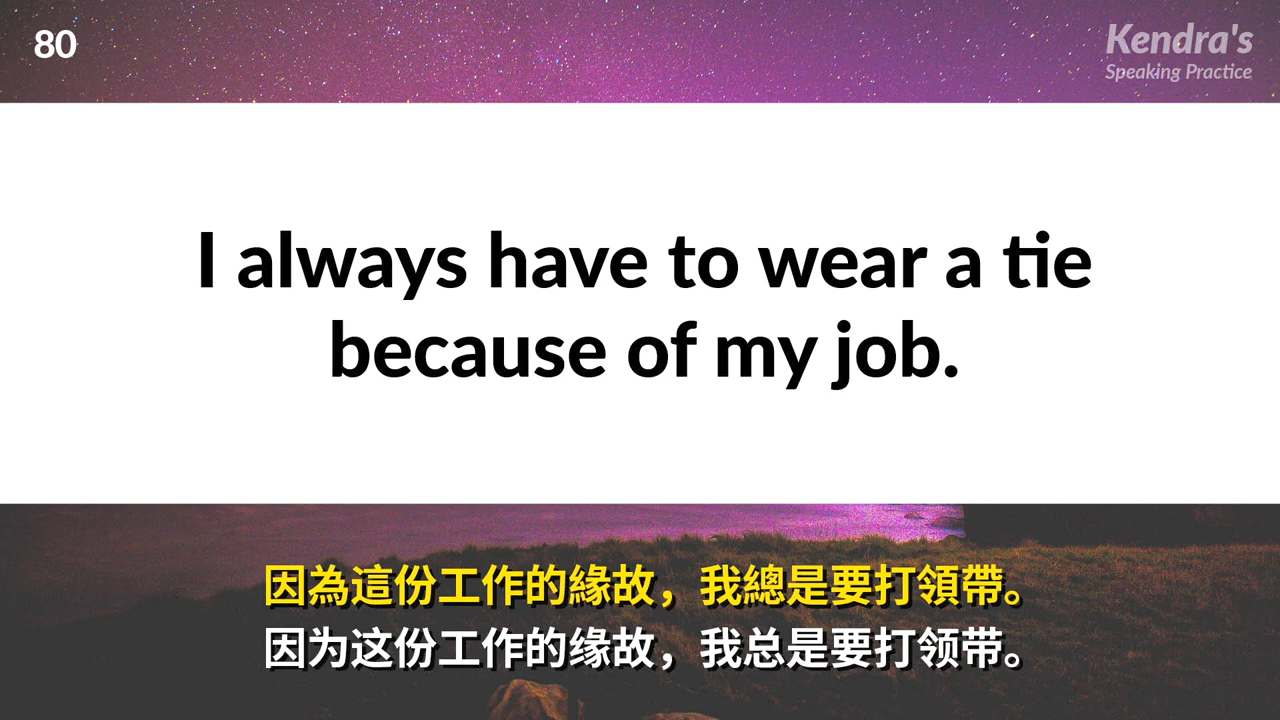 80
Kendra's
Speaking Practice
I always have to wear a tie
because of my job.
因為這份工作的緣故，我總是要打領帶。
因为这份工作的缘故，我总是要打领带。